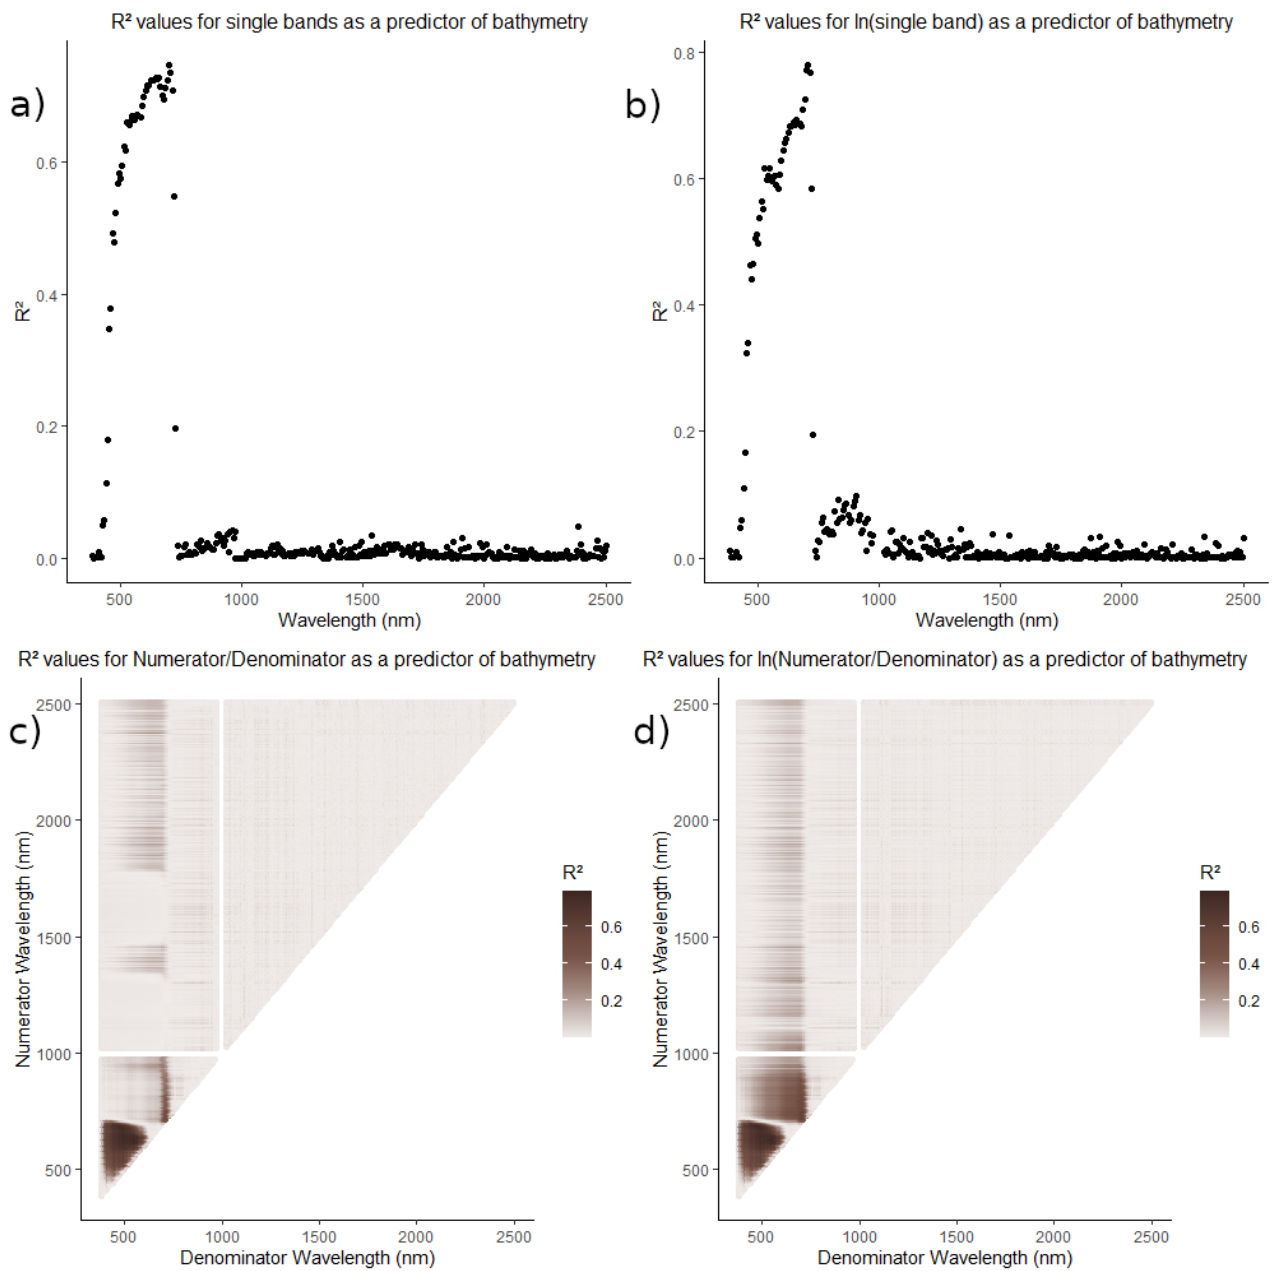 R² values for single bands as a predictor of bathymetry
R² values for ln(single band) as a predictor of bathymetry
a)
b)
0.6
0.4
0.2
0.0
R²
500
1000
1500
2000
2500
Wavelength (nm)
0.8
0.6
0.4
0.2
0.0
R²
500
1000
1500
2000
2500
Wavelength (nm)
R² values for Numerator/Denominator as a predictor of bathymetry
R² values for ln(Numerator/Denominator) as a predictor of bathymetry
c)
d)
2500
2000
1500
1000
500
Numerator Wavelength (nm)
500
1000
1500
2000
2500
Denominator Wavelength (nm)
R²
0.6
0.4
0.2
2500
2000
1500
1000
500
Numerator Wavelength (nm)
500
1000
1500
2000
2500
Denominator Wavelength (nm)
R²
0.6
0.4
0.2